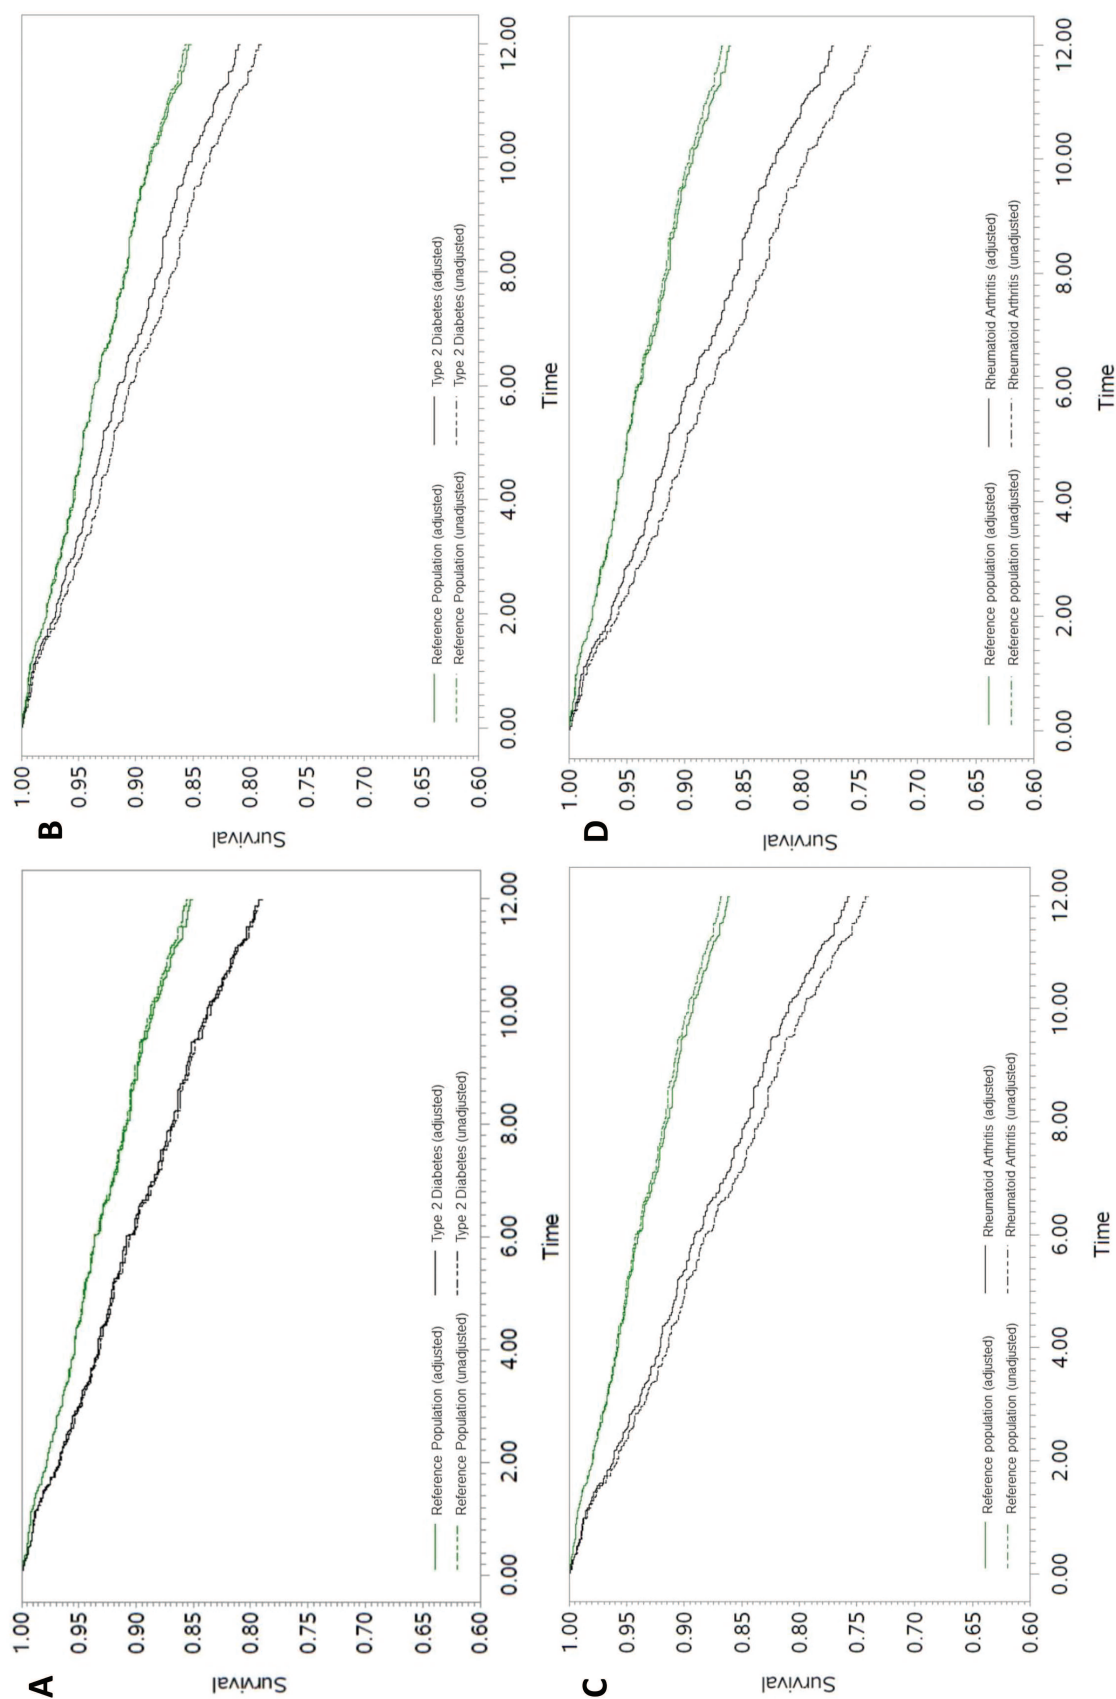 A
Survival
1.00
0.95
0.90
0.85
0.80
0.75
0.70
0.65
0.60
0.00 2.00 4.00 6.00 8.00 10.00 12.00
Time
Reference Population (adjusted) Type 2 Diabetes (adjusted)
Reference Population (unadjusted) Type 2 Diabetes (unadjusted)
B
Survival
1.00
0.95
0.90
0.85
0.80
0.75
0.70
0.65
0.60
0.00 2.00 4.00 6.00 8.00 10.00 12.00
Time
Reference Population (adjusted) Type 2 Diabetes (adjusted)
Reference Population (unadjusted) Type 2 Diabetes (unadjusted)
C
Survival
1.00
0.95
0.90
0.85
0.80
0.75
0.70
0.65
0.60
0.00 2.00 4.00 6.00 8.00 10.00 12.00
Time
Reference population (adjusted) Rheumatoid Arthritis (adjusted)
Reference population (unadjusted) Rheumatoid Arthritis (unadjusted)
D
Survival
1.00
0.95
0.90
0.85
0.80
0.75
0.70
0.65
0.60
0.00 2.00 4.00 6.00 8.00 10.00 12.00
Time
Reference population (adjusted) Rheumatoid Arthritis (adjusted)
Reference population (unadjusted) Rheumatoid Arthritis (unadjusted)